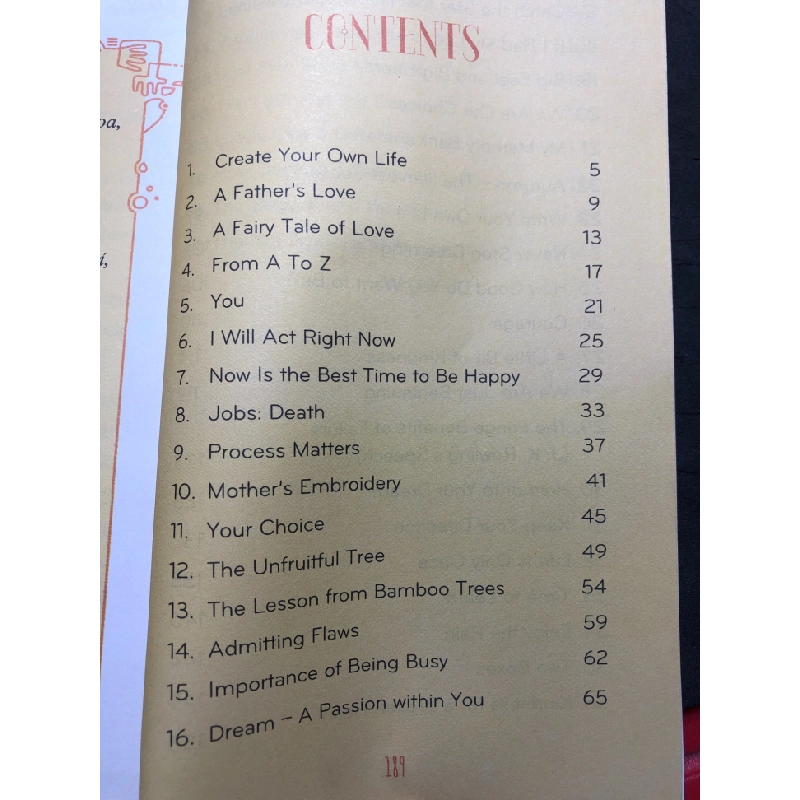 CONTENTS
1. Create Your Own Life 5
2. A Father's Love 9
3. A Fairy Tale of Love 13
4. From A To Z 17
5. You 21
6. I Will Act Right Now 25
7. Now Is the Best Time to Be Happy 29
8. Jobs: Death 33
9. Process Matters 37
10. Mother's Embroidery 41
11. Your Choice 45
12. The Unfruitful Tree 49
13. The Lesson from Bamboo Trees 54
14. Admitting Flaws 59
15. Importance of Being Busy 62
16. Dream – A Passion within You 65
189